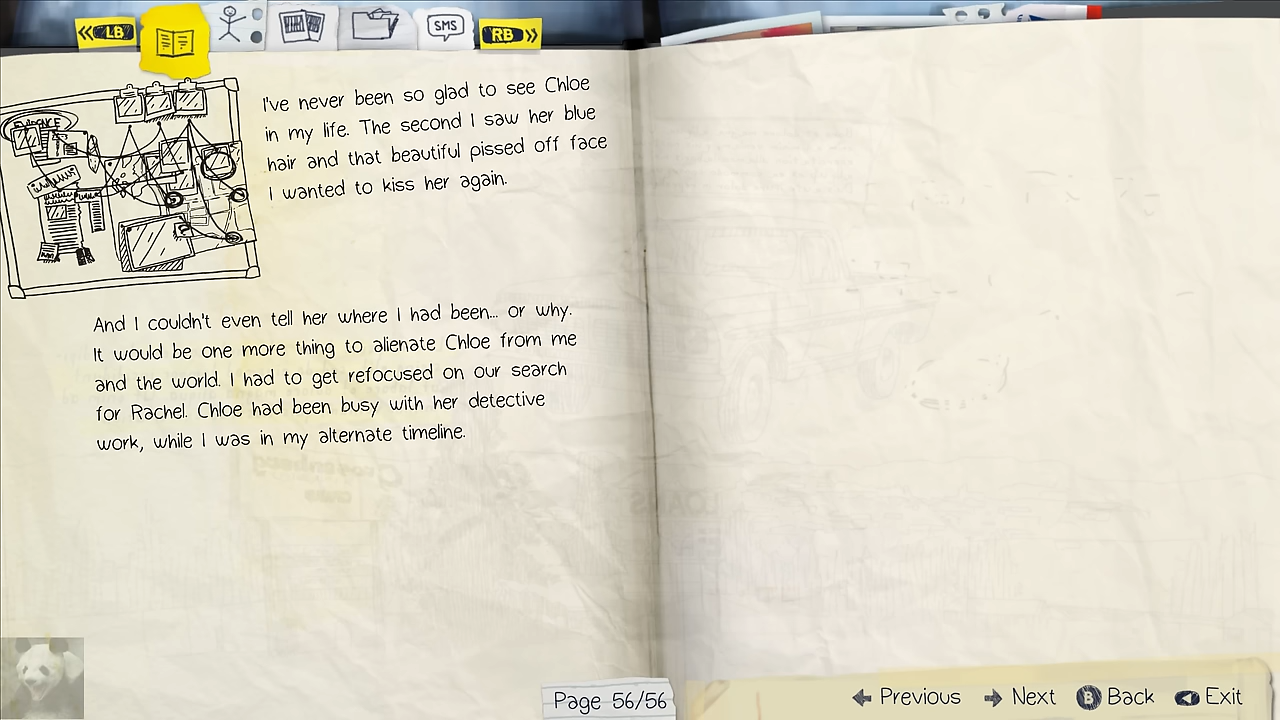 LB
SMS
RB
EVIDENCE
I've never been so glad to see Chloe
in my life. The second I saw her blue
hair and that beautiful pissed off face
I wanted to kiss her again.
And I couldn't even tell her where I had been... or why.
It would be one more thing to alienate Chloe from me
and the world. I had to get refocused on our search
for Rachel. Chloe had been busy with her detective
work, while I was in my alternate timeline.
Page 56/56
Previous
Next
B Back
Exit